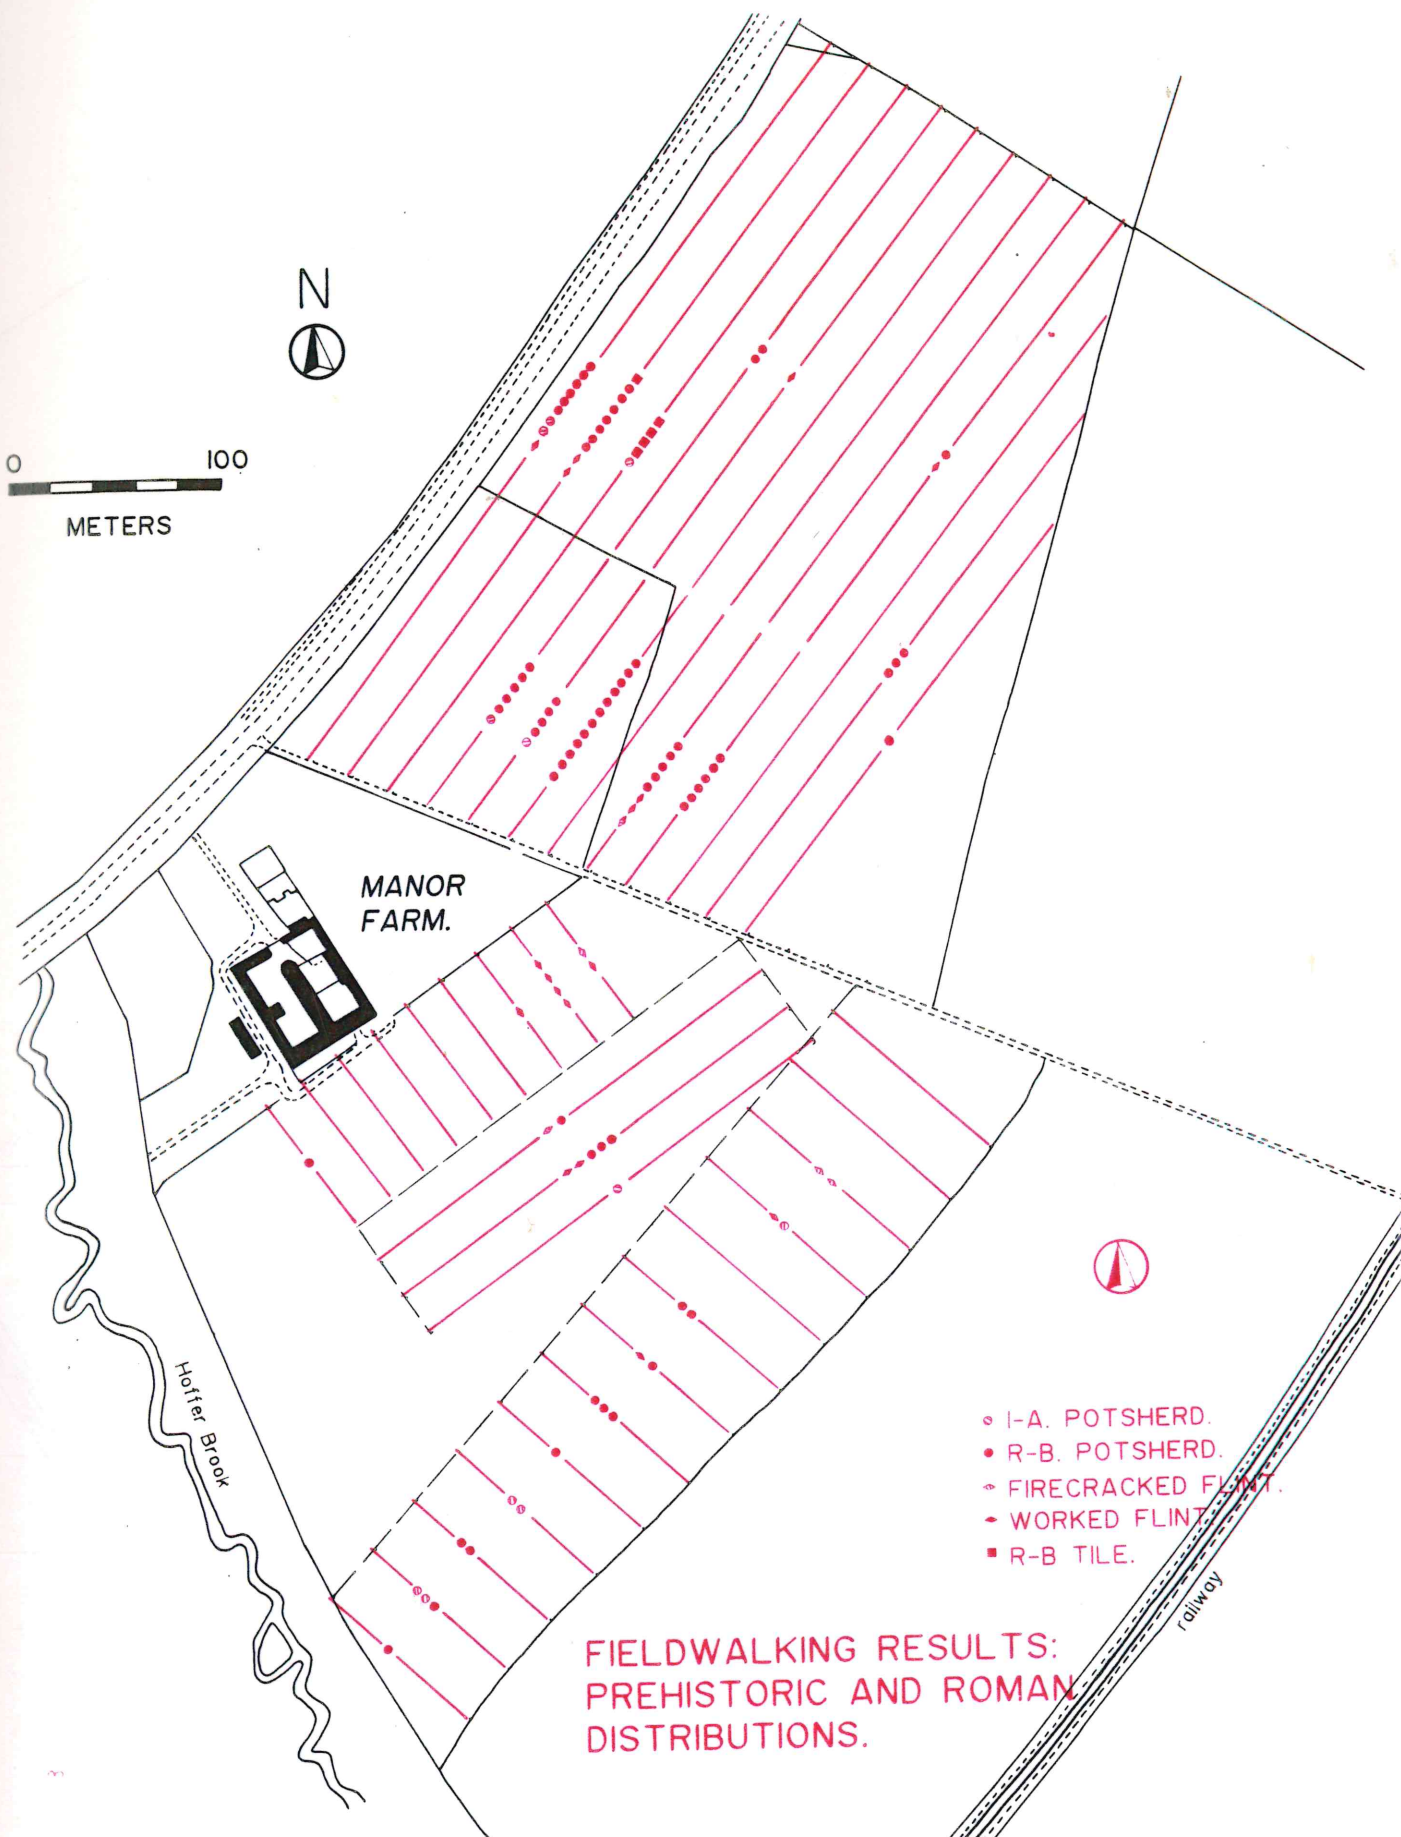 N
0 100
METERS
MANOR
FARM.
Hoffer Brook
I-A. POTSHERD.
R-B. POTSHERD.
FIRECRACKED FLINT.
WORKED FLINT.
R-B TILE.
railway
FIELDWALKING RESULTS:
PREHISTORIC AND ROMAN
DISTRIBUTIONS.